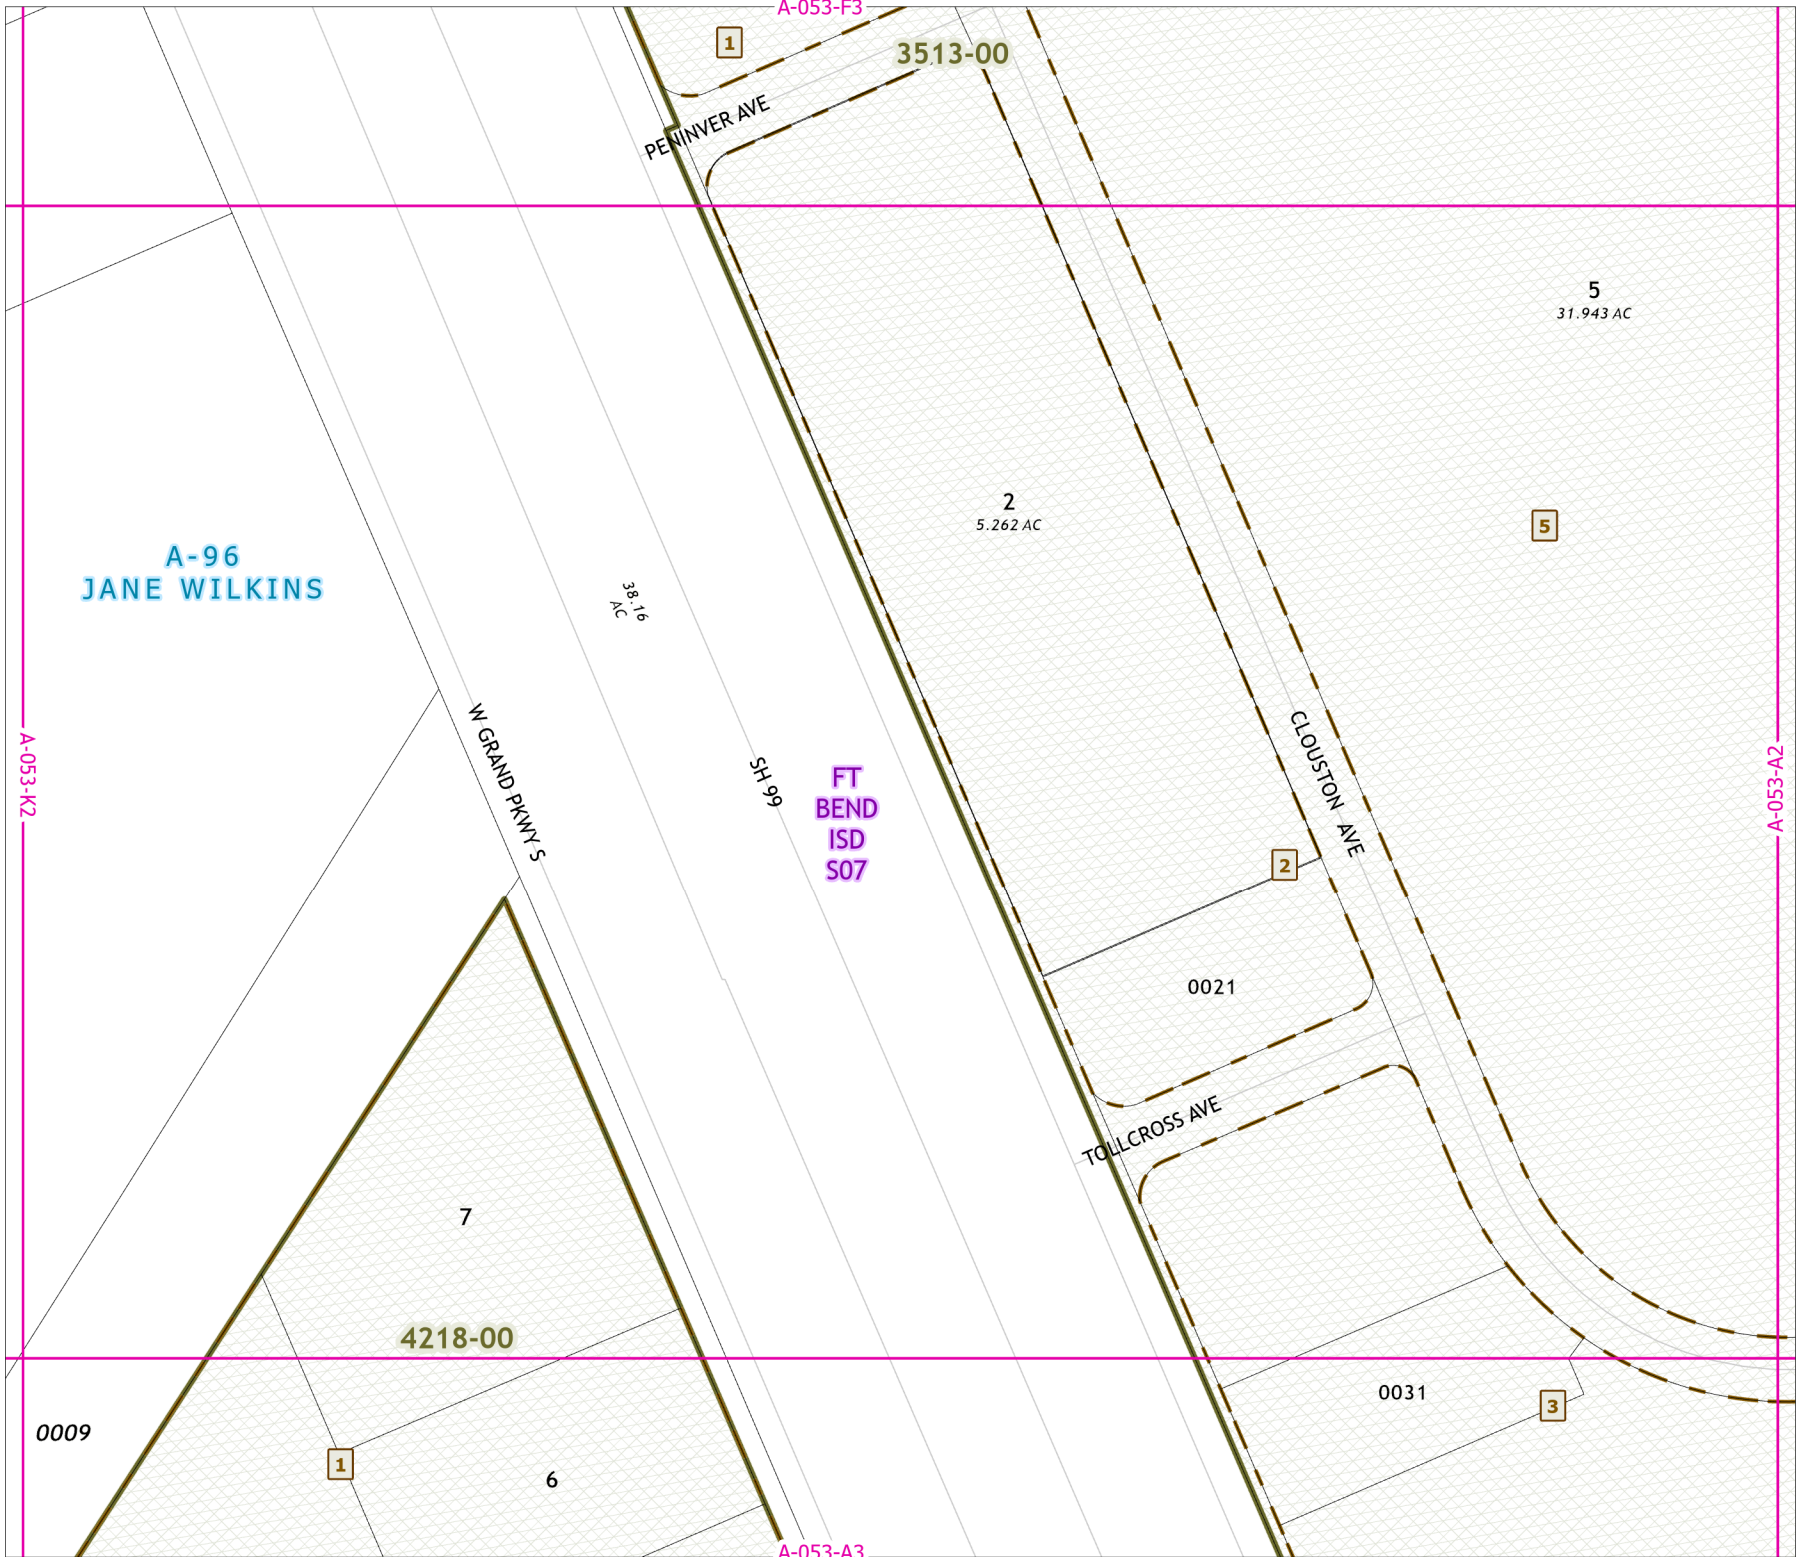 A-053-F3
1
3513-00
PENINVER AVE
5
31.943 AC
2
5.262 AC
5
A-96
JANE WILKINS
38.16
AC
W GRAND PKWY S
SH 99
FT
BEND
ISD
S07
CLOUSTON AVE
A-053-K2
A-053-A2
2
0021
TOLLCROSS AVE
7
4218-00
0031
3
0009
1
6
A-053-A3